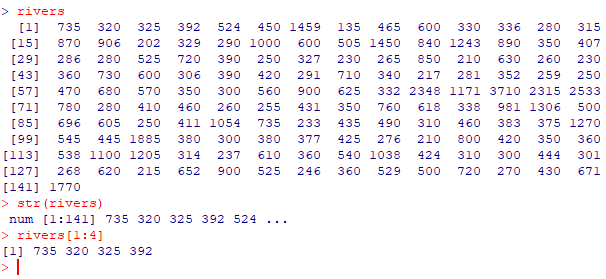 > rivers
[1] 735 320 325 392 524 450 1459 135 465 600 330 336 280 315
[15] 870 906 202 329 290 1000 600 505 1450 840 1243 890 350 407
[29] 286 280 525 720 390 250 327 230 265 850 210 630 260 230
[43] 360 730 600 306 390 420 291 710 340 217 281 352 259 250
[57] 470 680 570 350 300 560 900 625 332 2348 1171 3710 2315 2533
[71] 780 280 410 460 260 255 431 350 760 618 338 981 1306 500
[85] 696 605 250 411 1054 735 233 435 490 310 460 383 375 1270
[99] 545 445 1885 380 300 380 377 425 276 210 800 420 350 360
[113] 538 1100 1205 314 237 610 360 540 1038 424 310 300 444 301
[127] 268 620 215 652 900 525 246 360 529 500 720 270 430 671
[141] 1770
> str(rivers)
num [1:141] 735 320 325 392 524 ...
> rivers[1:4]
[1] 735 320 325 392
>